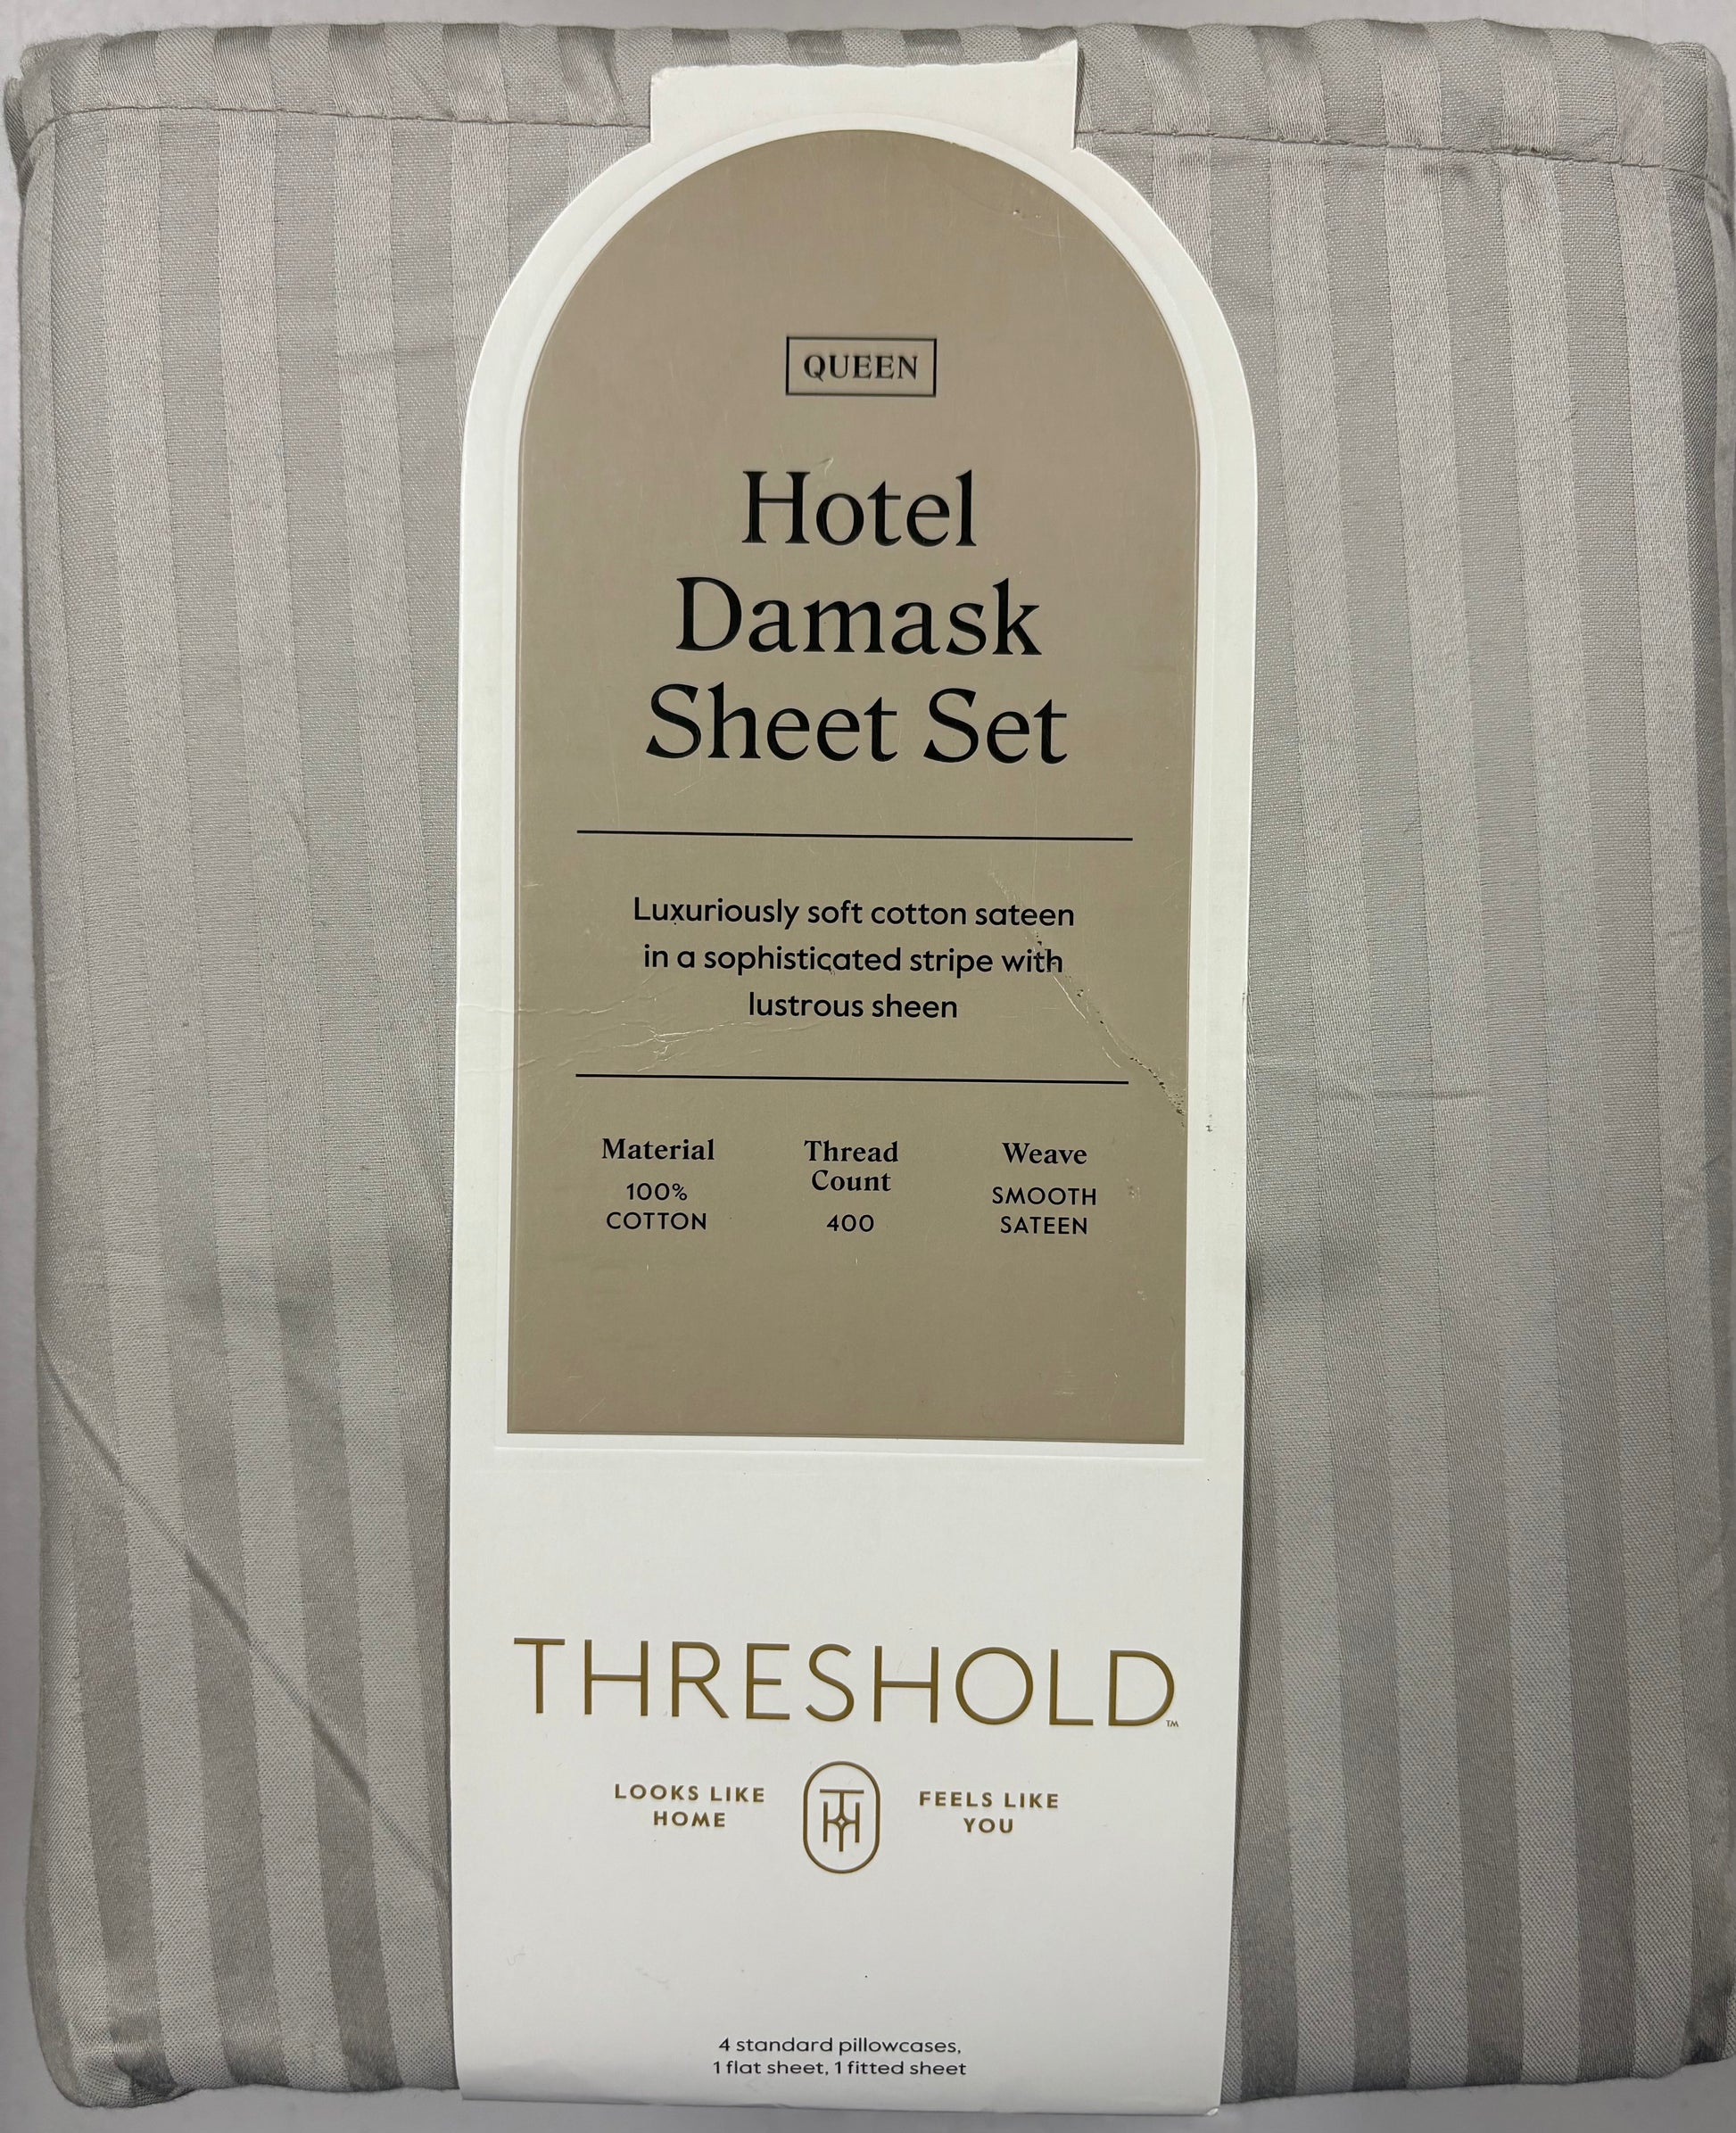 QUEEN
Hotel
Damask
Sheet Set
Luxuriously soft cotton sateen
in a sophisticated stripe with
lustrous sheen
Material
100%
COTTON
Thread
Count
400
Weave
SMOOTH
SATEEN
THRESHOLD™
LOOKS LIKE
HOME
TH
FEELS LIKE
YOU
4 standard pillowcases,
1 flat sheet, 1 fitted sheet